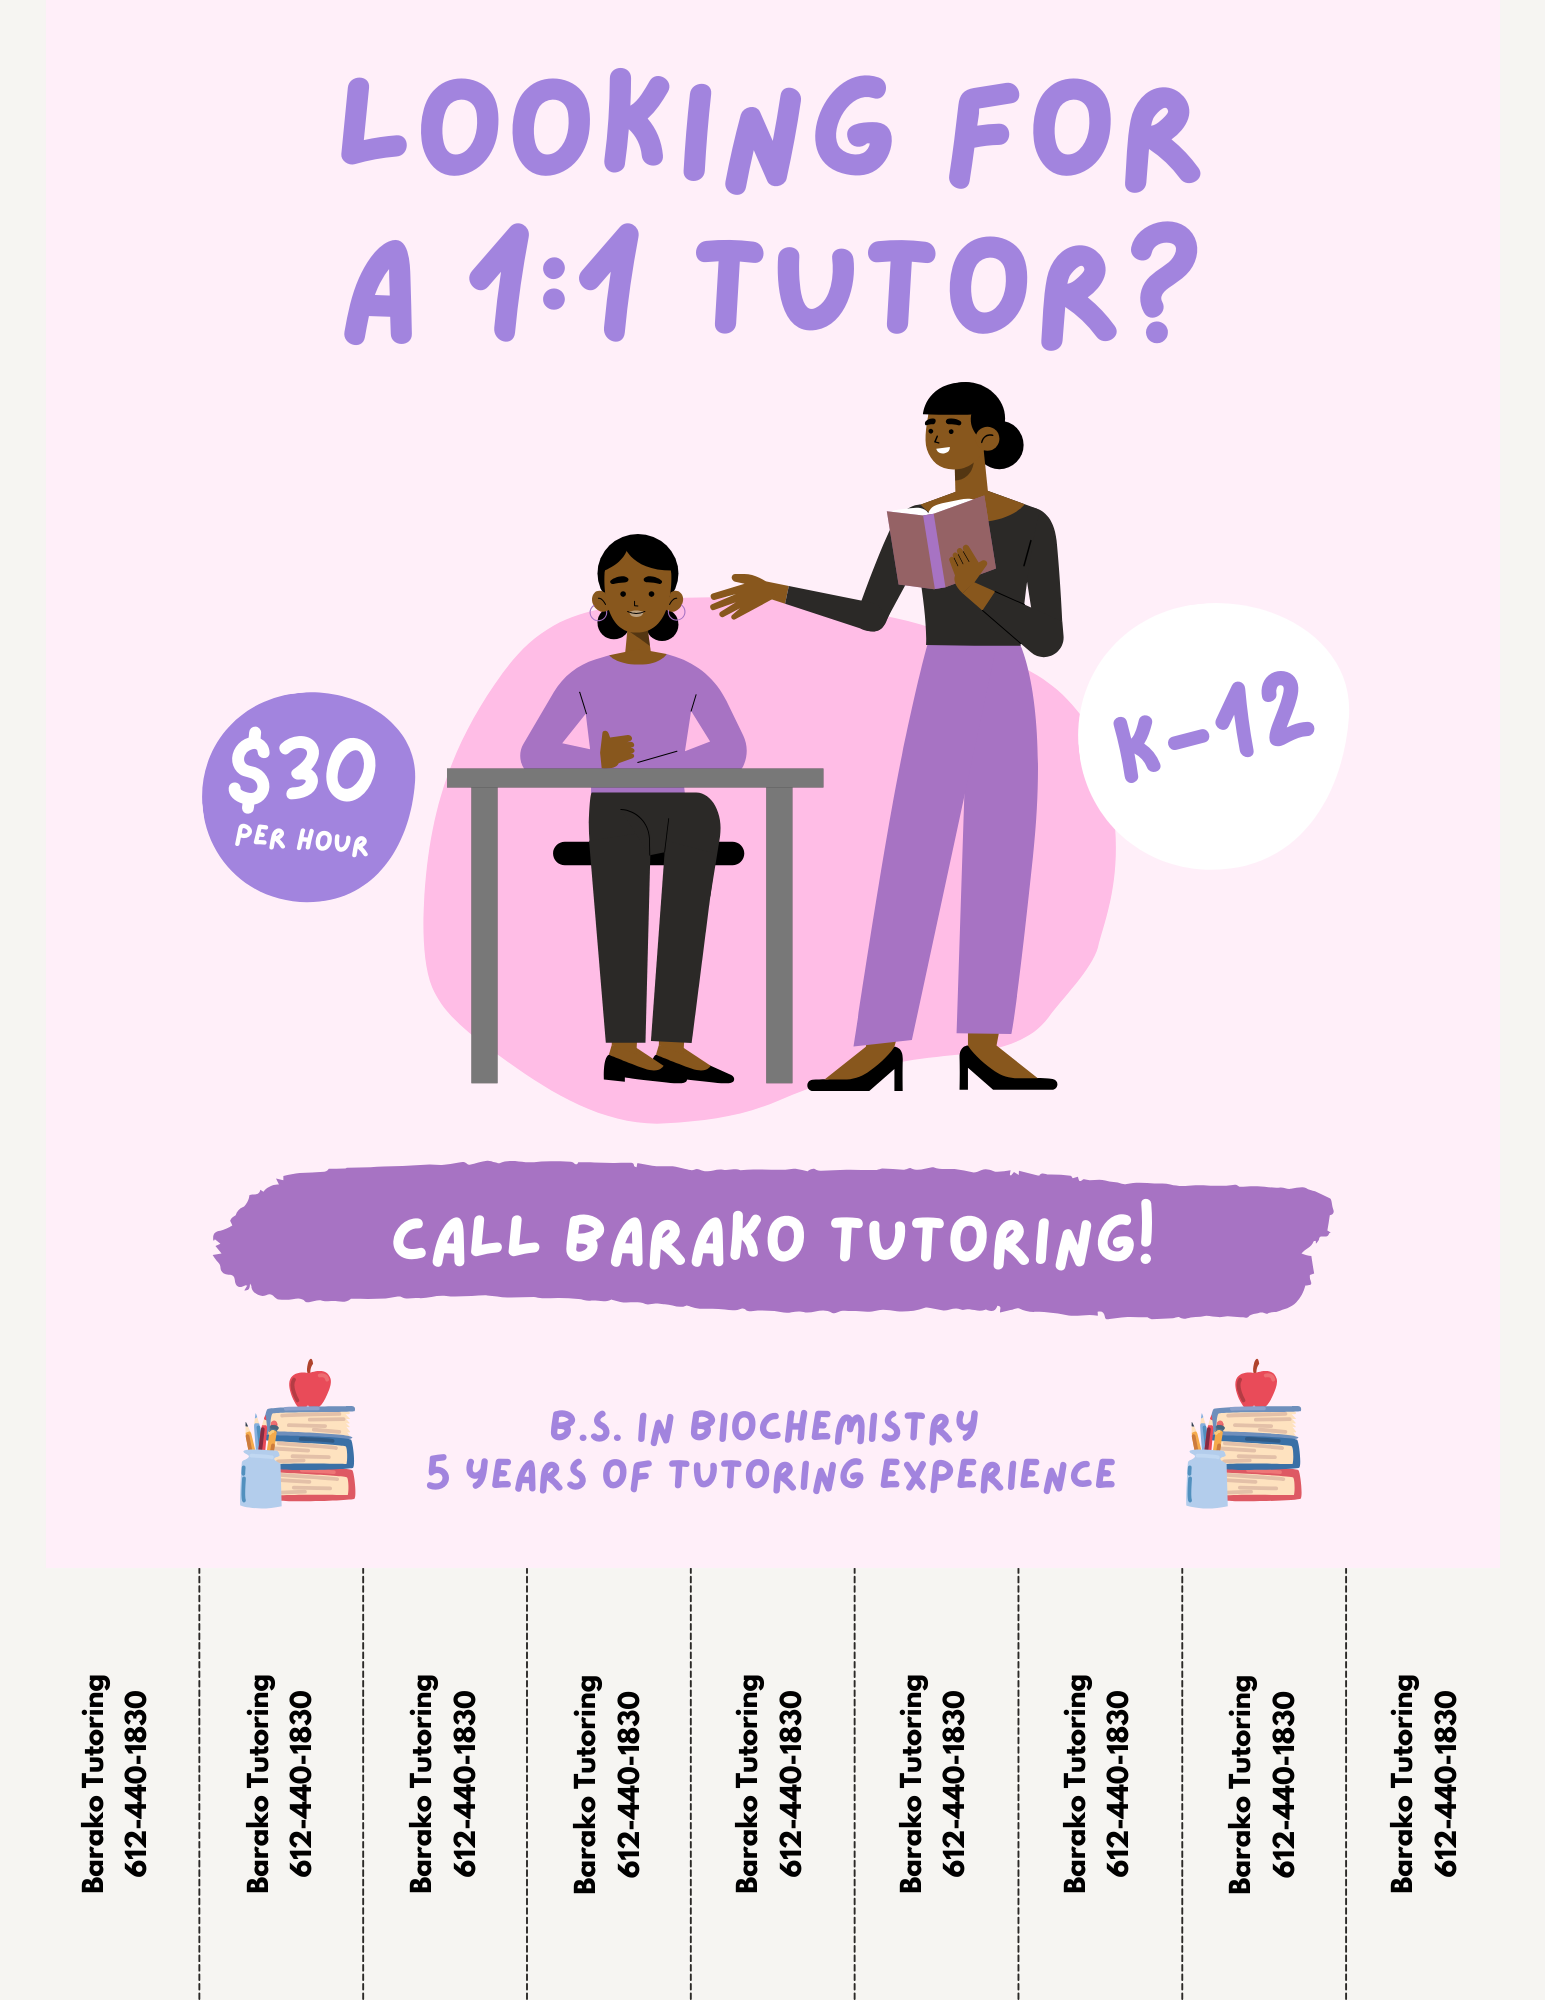 LOOKING FOR
A 1:1 TUTOR?
$30
PER HOUR
K-12
CALL BARAKO TUTORING!
B.S. IN BIOCHEMISTRY
5 YEARS OF TUTORING EXPERIENCE
Barako Tutoring
612-440-1830
Barako Tutoring
612-440-1830
Barako Tutoring
612-440-1830
Barako Tutoring
612-440-1830
Barako Tutoring
612-440-1830
Barako Tutoring
612-440-1830
Barako Tutoring
612-440-1830
Barako Tutoring
612-440-1830
Barako Tutoring
612-440-1830